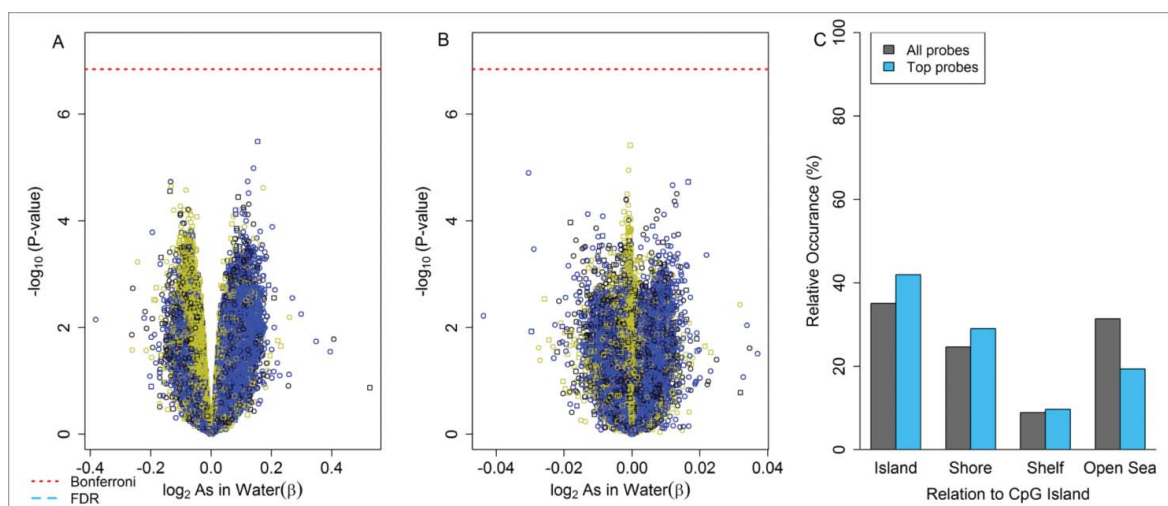 A
B
C
-log10 (P-value)
6
4
2
0
-0.4 -0.2 0.0 0.2 0.4
log2 As in Water(β)
Bonferroni
FDR
-log10 (P-value)
6
4
2
0
-0.04 -0.02 0.00 0.02 0.04
log2 As in Water(β)
All probes
Top probes
Relative Occurance (%)
100
80
60
40
20
0
Island Shore Shelf Open Sea
Relation to CpG Island